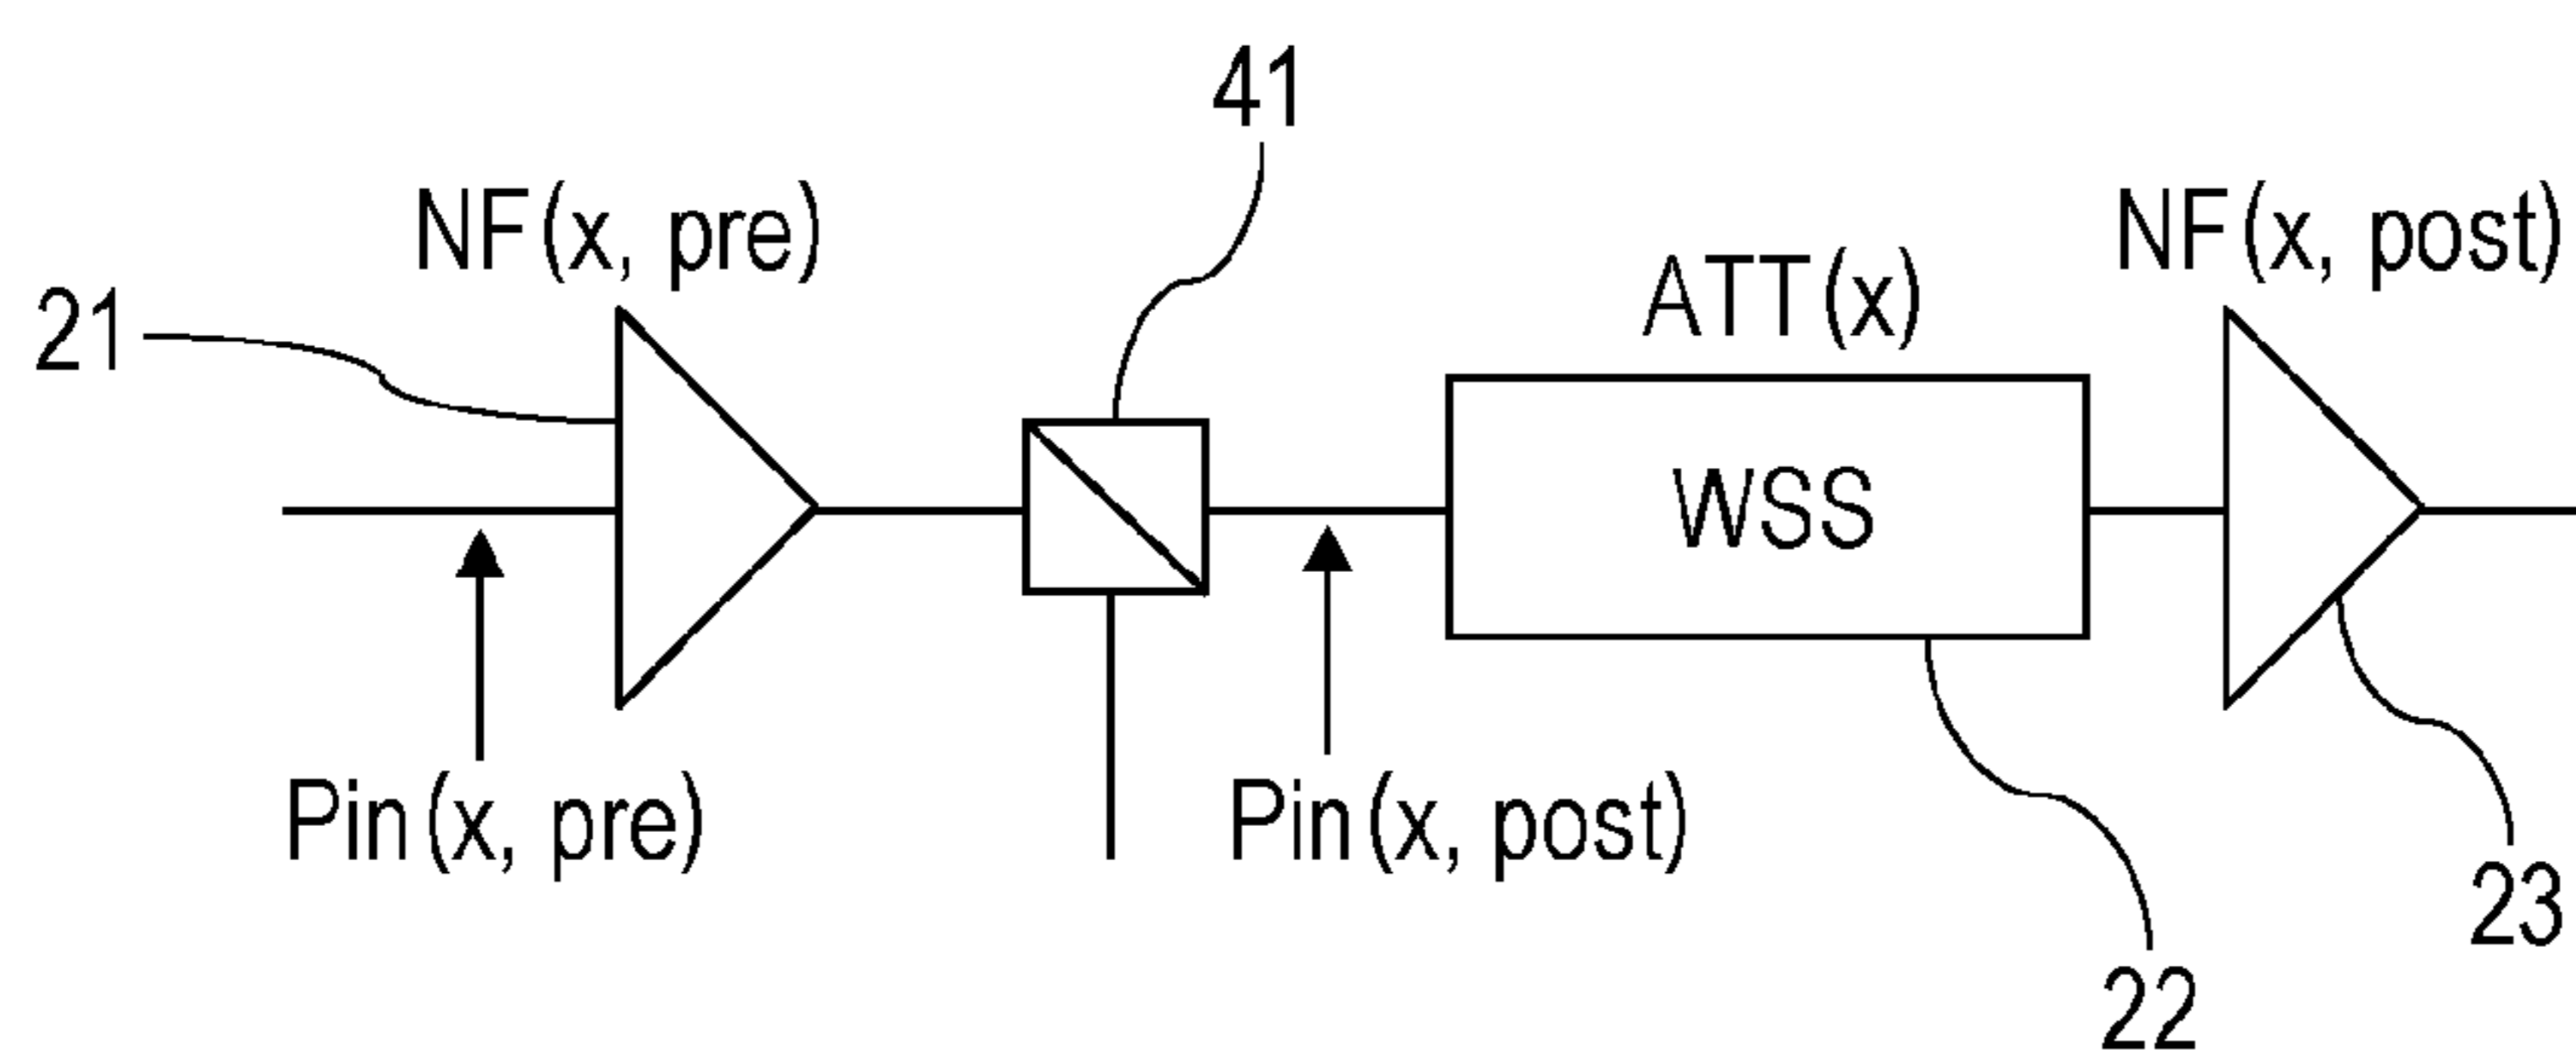 41
NF(x, pre)
NF(x, post)
21
ATT(x)
WSS
Pin(x, pre)
Pin(x, post)
23
22